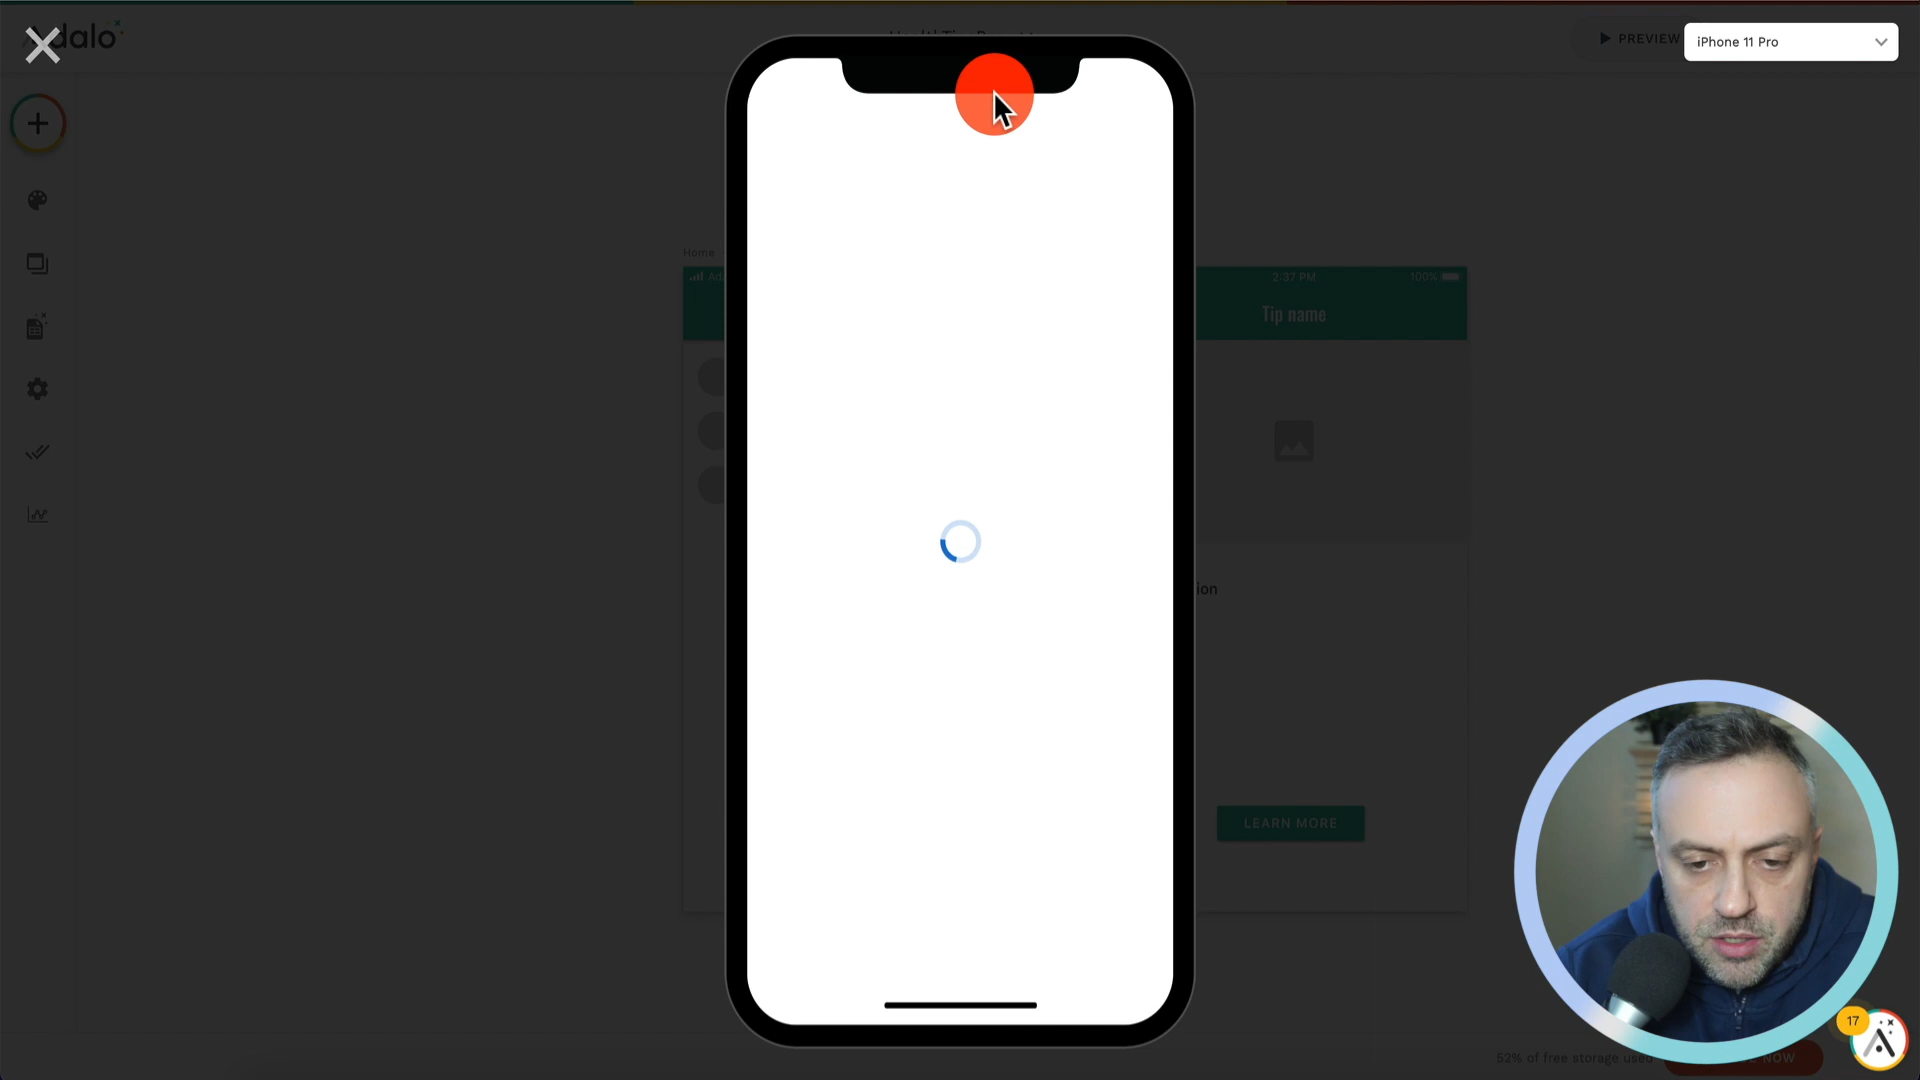 dalo
PREVIEW
iPhone 11 Pro
Home
2:37 PM
100%
Tip name
ion
LEARN MORE
17
52% of free storage used
NOW